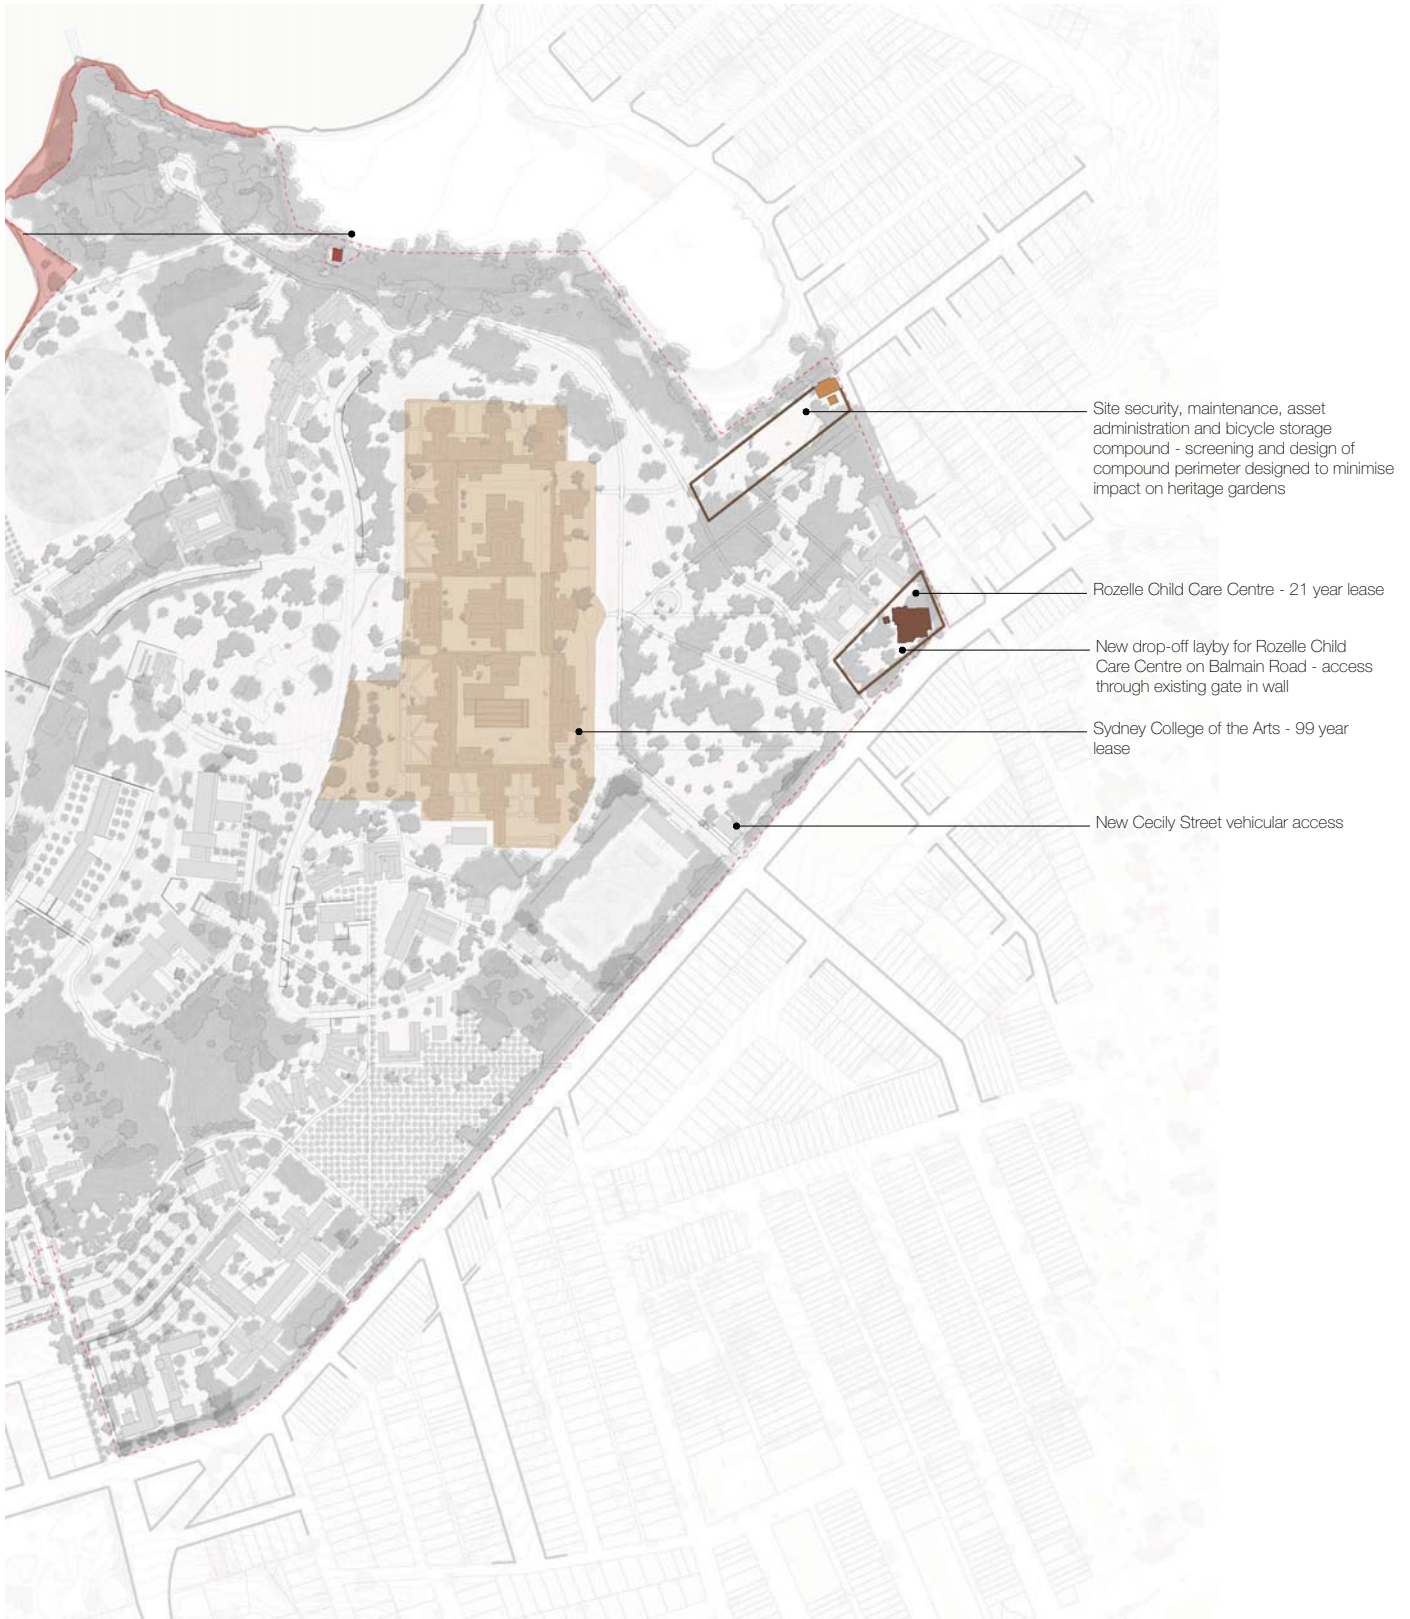 Site security, maintenance, asset
administration and bicycle storage
compound - screening and design of
compound perimeter designed to minimise
impact on heritage gardens
Rozelle Child Care Centre - 21 year lease
New drop-off layby for Rozelle Child
Care Centre on Balmain Road - access
through existing gate in wall
Sydney College of the Arts - 99 year
lease
New Cecily Street vehicular access